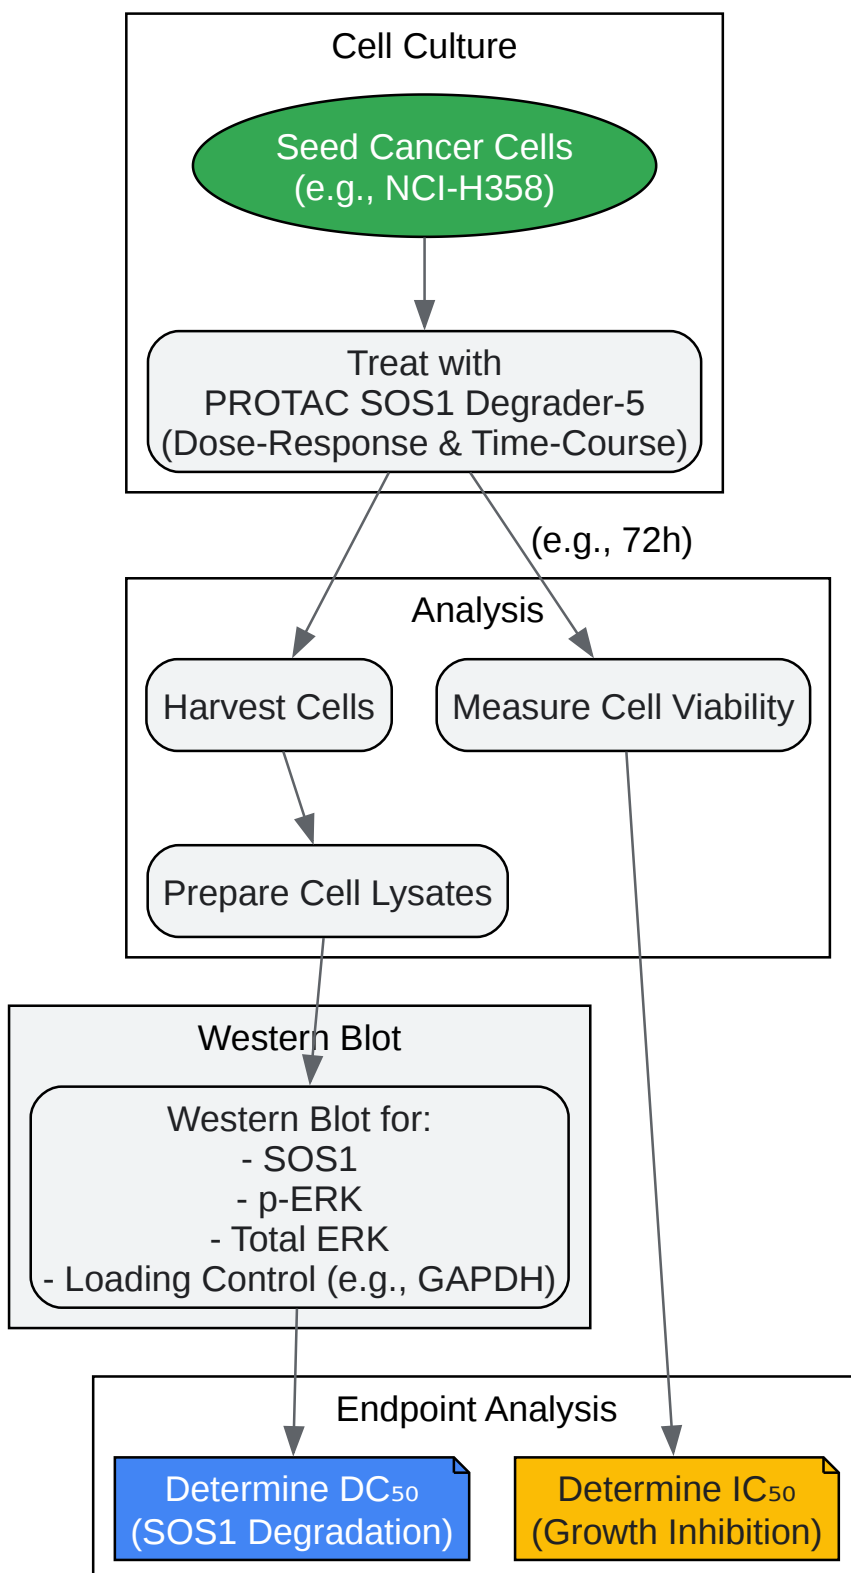 Cell Culture
Seed Cancer Cells
(e.g., NCI-H358)
Treat with
PROTAC SOS1 Degrader-5
(Dose-Response & Time-Course)
(e.g., 72h)
Analysis
Harvest Cells
Measure Cell Viability
Prepare Cell Lysates
Western Blot
Western Blot for:
- SOS1
- p-ERK
- Total ERK
- Loading Control (e.g., GAPDH)
Endpoint Analysis
Determine DC₅₀
(SOS1 Degradation)
Determine IC₅₀
(Growth Inhibition)